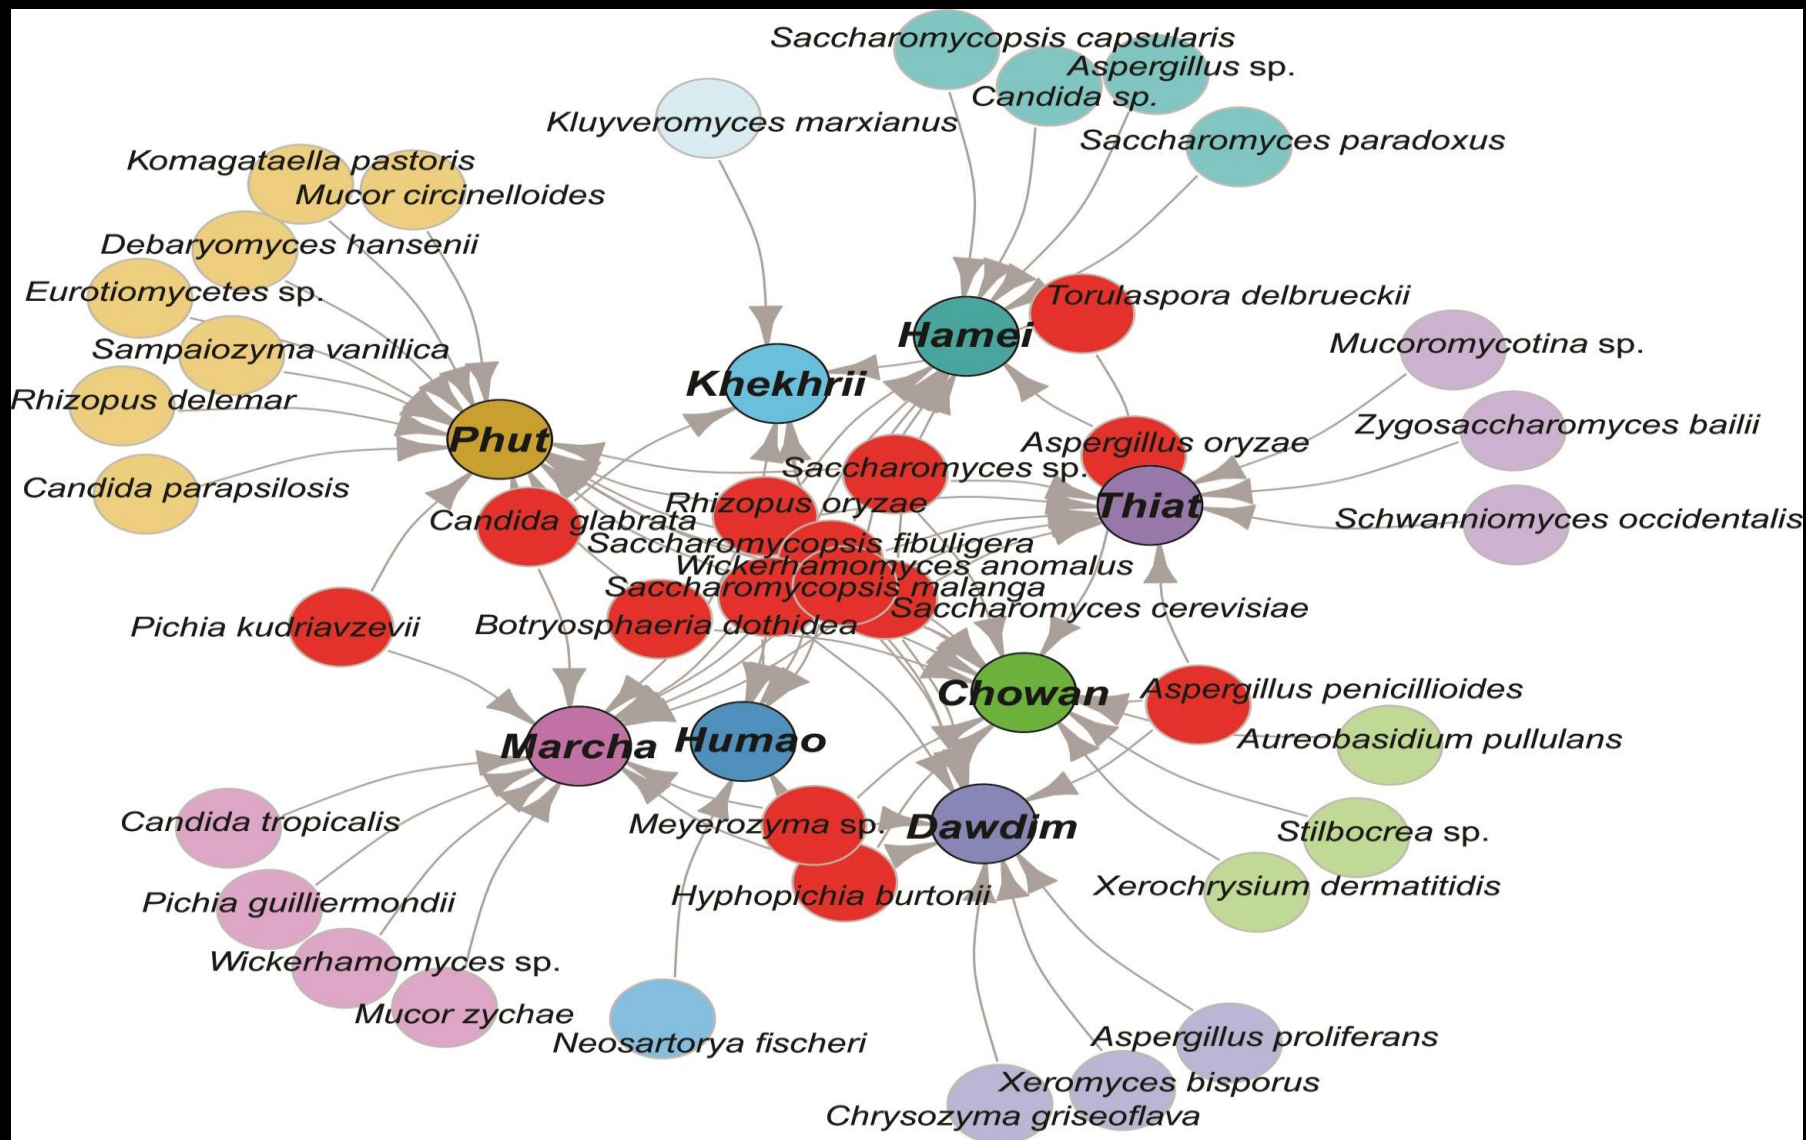 Saccharomycopsis capsularis
Aspergillus sp.
Candida sp.
Kluyveromyces marxianus
Saccharomyces paradoxus
Komagataella pastoris
Mucor circinelloides
Debaryomyces hansenii
Eurotiomycetes sp.
Torulaspora delbrueckii
Hamei
Mucoromycotina sp.
Sampaiozyma vanillica
Khekhrii
Rhizopus delemar
Zygosaccharomyces bailii
Phut
Aspergillus oryzae
Saccharomyces sp.
Candida parapsilosis
Rhizopus oryzae
Thiat
Candida glabrata
Schwanniomyces occidentalis
Saccharomycopsis fibuligera
Wickerhamomyces anomalus
Saccharomycopsis malanga
Saccharomyces cerevisiae
Pichia kudriavzevii
Botryosphaeria dothidea
Chowan
Aspergillus penicillioides
Marcha
Humao
Aureobasidium pullulans
Candida tropicalis
Meyerozyma sp.
Dawdim
Stilbocrea sp.
Xerochrysium dermatitidis
Hyphopichia burtonii
Pichia guilliermondii
Wickerhamomyces sp.
Mucor zychae
Neosartorya fischeri
Aspergillus proliferans
Xeromyces bisporus
Chrysozyma griseoflava